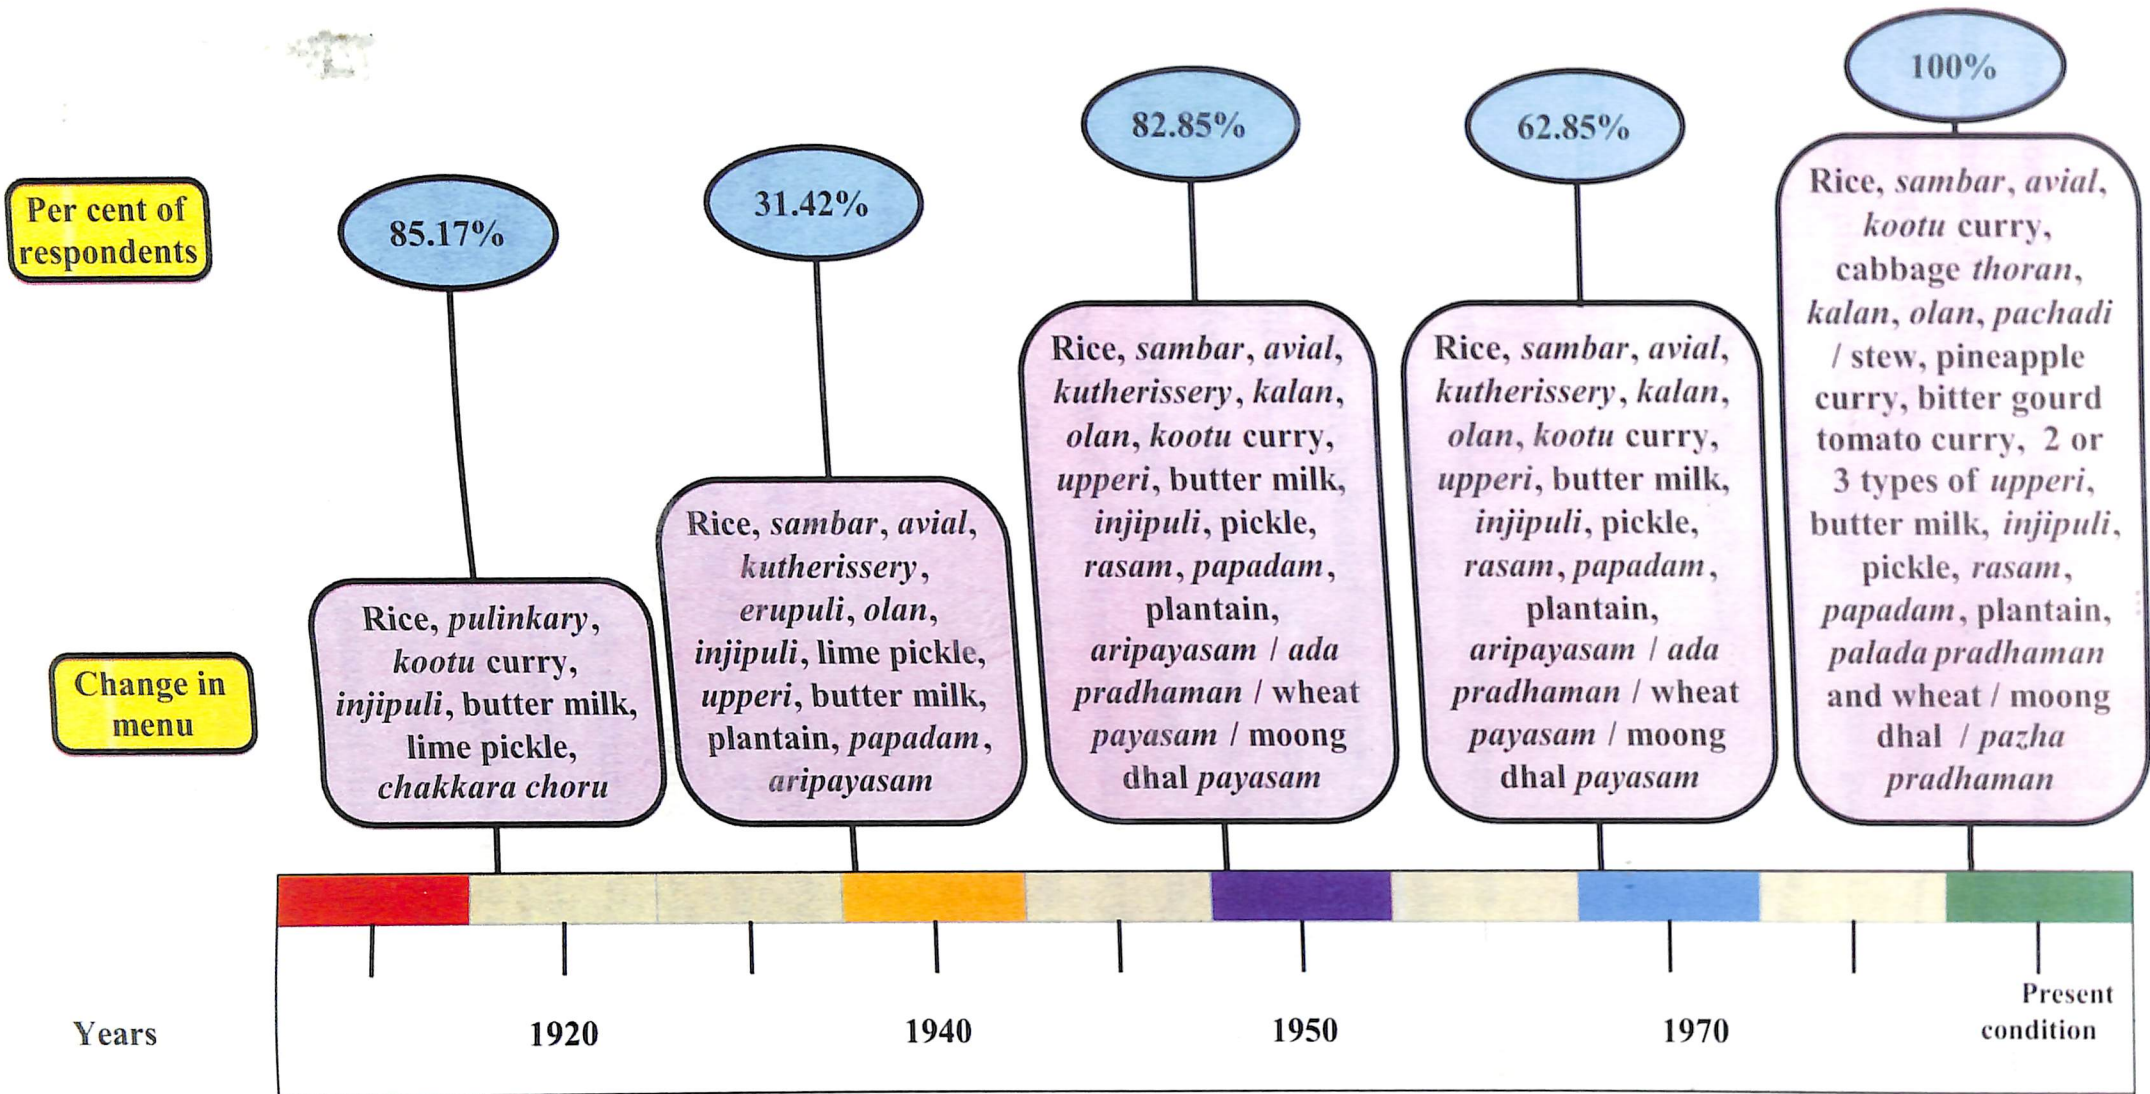 Per cent of
respondents
85.17%
31.42%
82.85%
62.85%
100%
Change in
menu
Rice, pulinkary,
kootu curry,
injipuli, butter milk,
lime pickle,
chakkara choru
Rice, sambar, avial,
kutherissery,
erupuli, olan,
injipuli, lime pickle,
upperi, butter milk,
plantain, papadam,
aripayasam
Rice, sambar, avial,
kutherissery, kalan,
olan, kootu curry,
upperi, butter milk,
injipuli, pickle,
rasam, papadam,
plantain,
aripayasam / ada
pradhaman / wheat
payasam / moong
dhal payasam
Rice, sambar, avial,
kutherissery, kalan,
olan, kootu curry,
upperi, butter milk,
injipuli, pickle,
rasam, papadam,
plantain,
aripayasam / ada
pradhaman / wheat
payasam / moong
dhal payasam
Rice, sambar, avial,
kootu curry,
cabbage thoran,
kalan, olan, pachadi
/ stew, pineapple
curry, bitter gourd
tomato curry, 2 or
3 types of upperi,
butter milk, injipuli,
pickle, rasam,
papadam, plantain,
palada pradhaman
and wheat / moong
dhal / pazha
pradhaman
Years
1920
1940
1950
1970
Present
condition